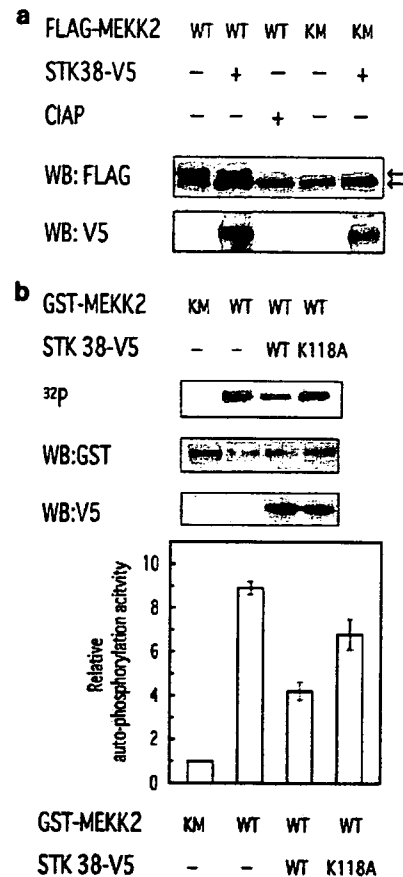 a
FLAG-MEKK2 WT WT WT KM KM
STK38-V5 – + – – +
CIAP – – + – –
WB: FLAG
WB: V5
b
GST-MEKK2 KM WT WT WT
STK 38-V5 – – WT K118A
32P
WB:GST
WB:V5
10
8
6
4
2
0
Relative
auto-phosphorylation acitvity
GST-MEKK2 KM WT WT WT
STK 38-V5 – – WT K118A